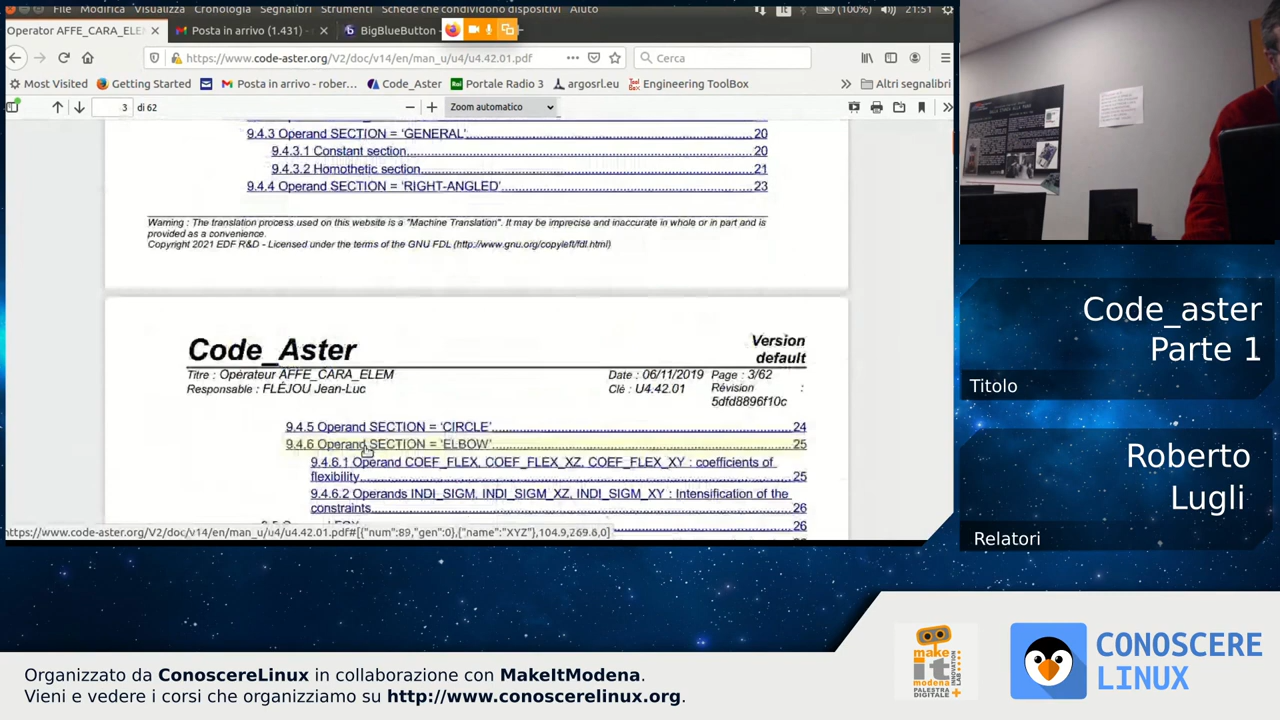 File Modifica Visualizza Cronologia Segnalibri Strumenti Schede che condividono dispositivi Aiuto
it (100%) 21:51
Operator AFFE_CARA_ELE
Posta in arrivo (1.431) -
BigBlueButton -
https://www.code-aster.org/V2/doc/v14/en/man_u/u4/u4.42.01.pdf
Cerca
Most Visited
Getting Started
Posta in arrivo - rober…
Code_Aster
Portale Radio 3
argosrl.eu
Engineering ToolBox
Altri segnalibri
3 di 62
Zoom automatico
9.4.3 Operand SECTION = 'GENERAL' 20
9.4.3.1 Constant section 20
9.4.3.2 Homothetic section 21
9.4.4 Operand SECTION = 'RIGHT-ANGLED' 23
Warning : The translation process used on this website is a "Machine Translation". It may be imprecise and inaccurate in whole or in part and is
provided as a convenience.
Copyright 2021 EDF R&D - Licensed under the terms of the GNU FDL (http://www.gnu.org/copyleft/fdl.html)
Code_Aster
Version
default
Titre : Opérateur AFFE_CARA_ELEM
Date : 06/11/2019 Page : 3/62
Responsable : FLÉJOU Jean-Luc
Clé : U4.42.01 Révision :
5dfd8896f10c
9.4.5 Operand SECTION = 'CIRCLE' 24
9.4.6 Operand SECTION = 'ELBOW' 25
9.4.6.1 Operand COEF_FLEX, COEF_FLEX_XZ, COEF_FLEX_XY : coefficients of
flexibility 25
9.4.6.2 Operands INDI_SIGM, INDI_SIGM_XZ, INDI_SIGM_XY : Intensification of the
constraints 26
26
https://www.code-aster.org/V2/doc/v14/en/man_u/u4/u4.42.01.pdf#[{"num":89,"gen":0},{"name":"XYZ"},104.9,269.6,0]
Code_aster
Parte 1
Titolo
Roberto
Lugli
Relatori
Organizzato da ConoscereLinux in collaborazione con MakeItModena.
Vieni e vedere i corsi che organizziamo su http://www.conoscerelinux.org.
make
it
modena
PALESTRA
DIGITALE
INNOVATION
LAB
CONOSCERE
LINUX